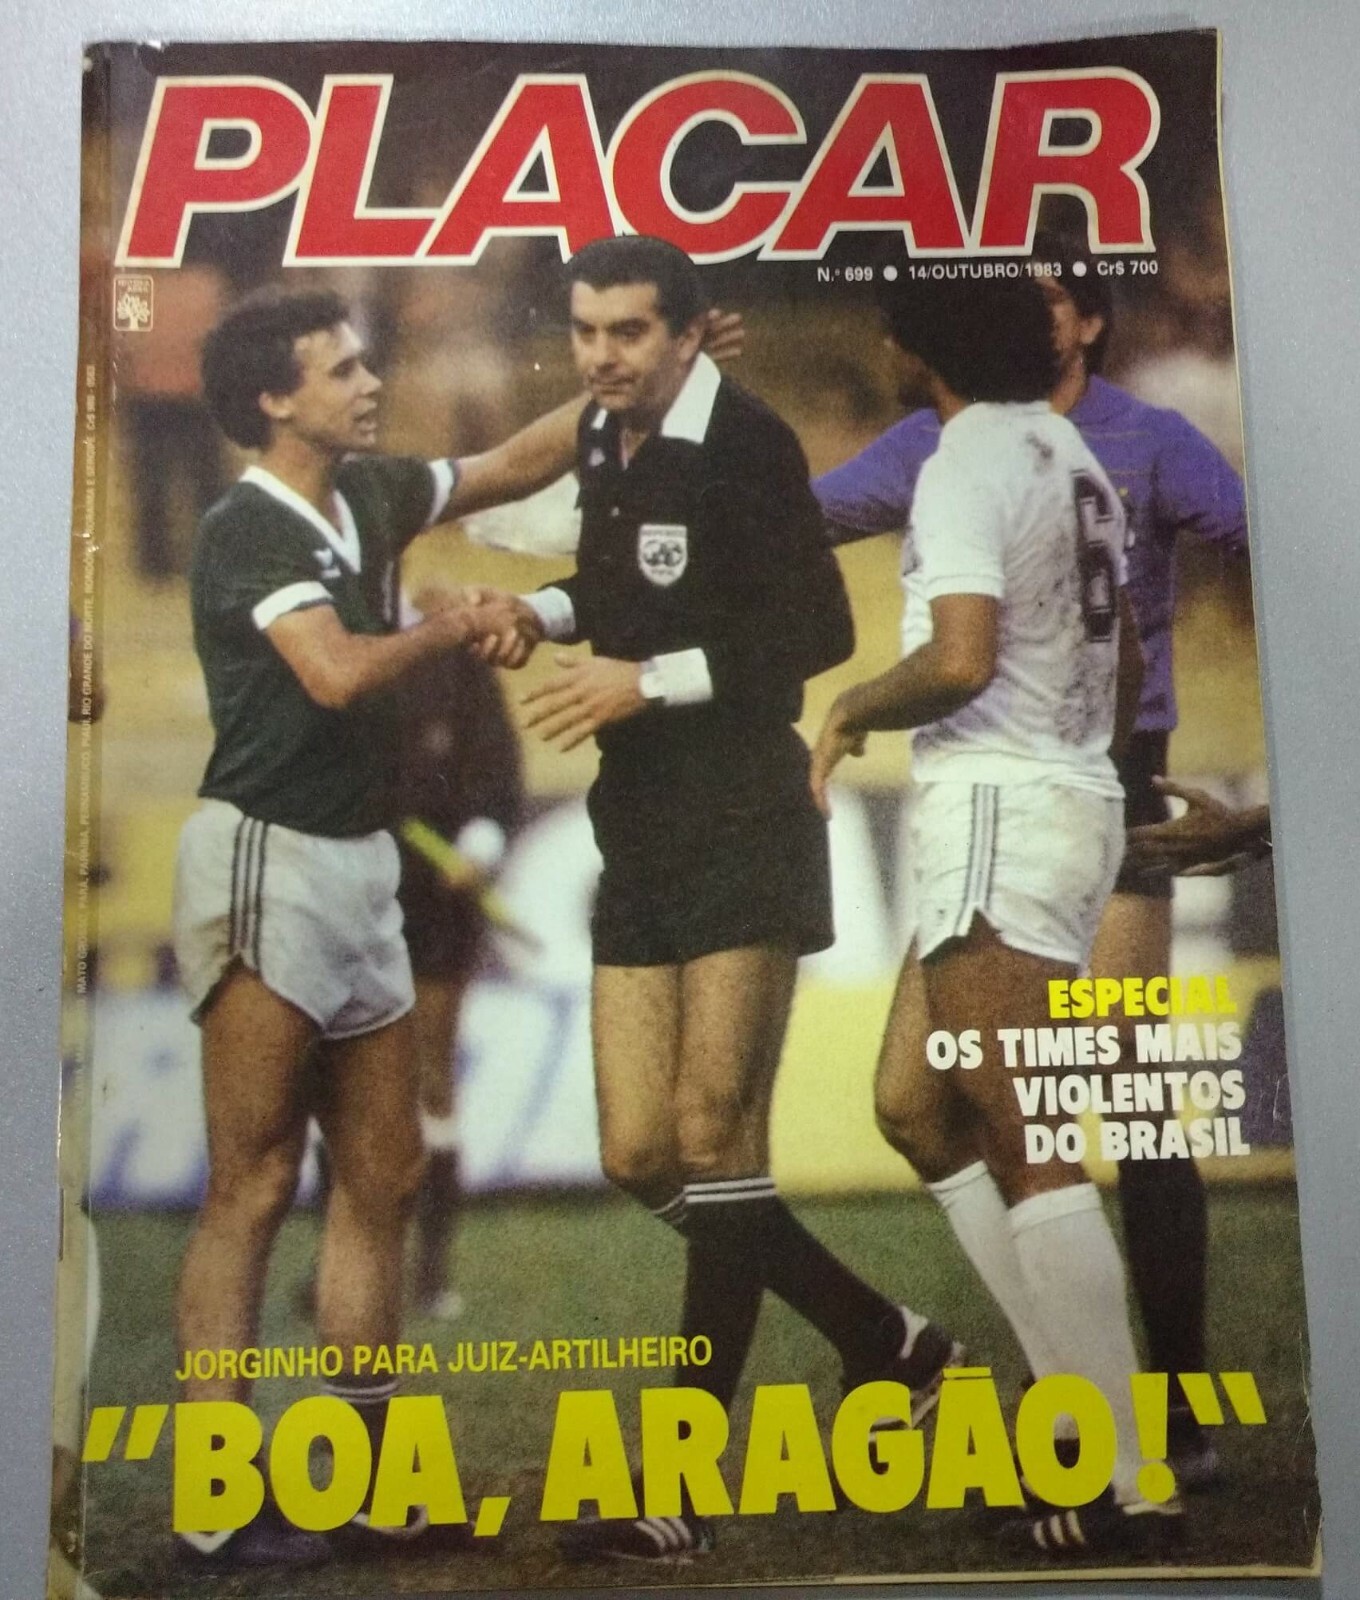 PLACAR
N.º 699 ● 14/OUTUBRO/1983 ● Cr$ 700
6
ESPECIAL
OS TIMES MAIS
VIOLENTOS
DO BRASIL
JORGINHO PARA JUIZ-ARTILHEIRO
"BOA, ARAGÃO!"